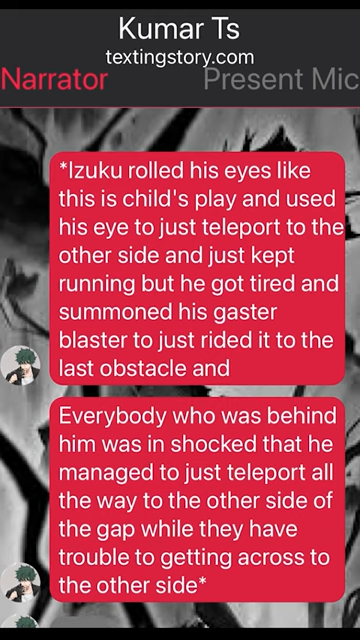 Kumar Ts
textingstory.com
Narrator
Present Mic
*Izuku rolled his eyes like
this is child's play and used
his eye to just teleport to the
other side and just kept
running but he got tired and
summoned his gaster
blaster to just rided it to the
last obstacle and
Everybody who was behind
him was in shocked that he
managed to just teleport all
the way to the other side of
the gap while they have
trouble to getting across to
the other side*